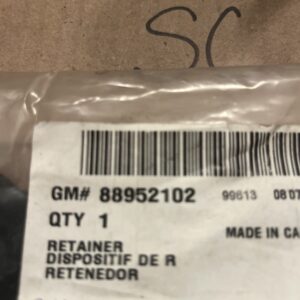 SC
GM# 88952102 99613 08 07
QTY 1
MADE IN CA
RETAINER
DISPOSITIF DE R
RETENEDOR